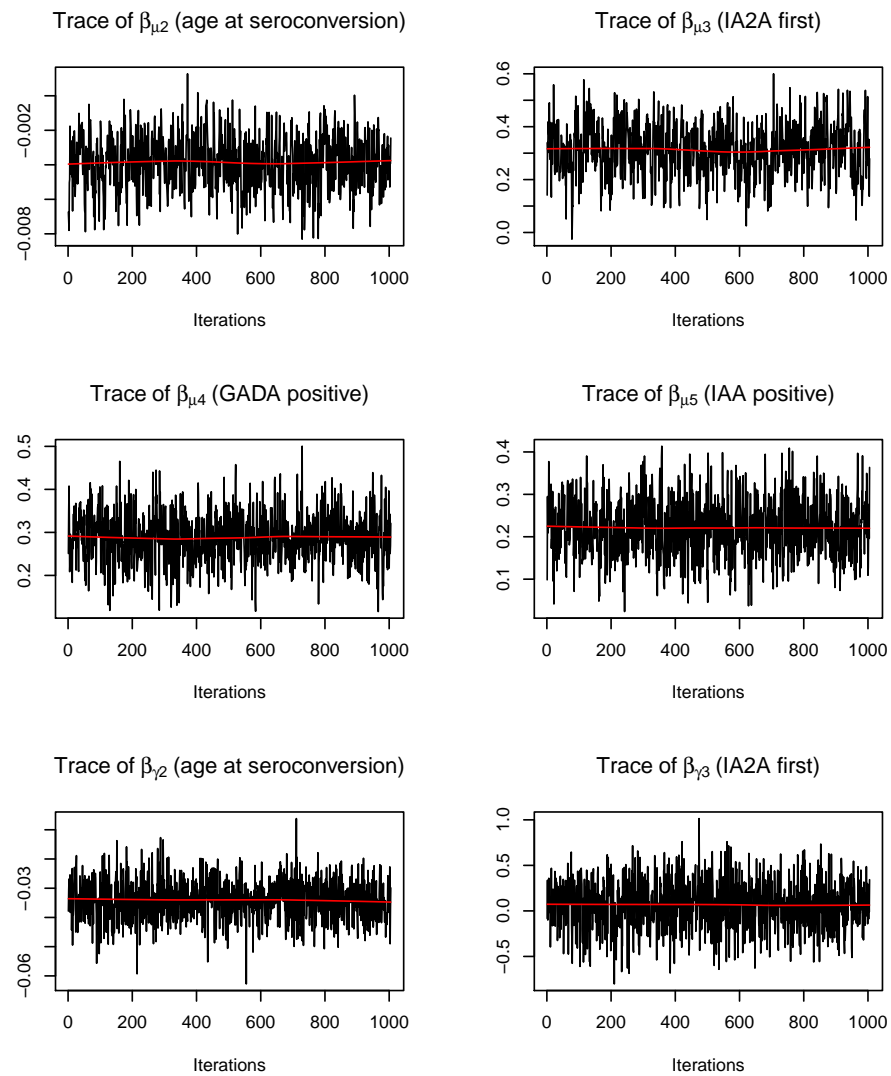 Trace of βμ2 (age at seroconversion)
−0.002
−0.008
0 200 400 600 800 1000
Iterations
Trace of βμ3 (IA2A first)
0.6
0.4
0.2
0.0
0 200 400 600 800 1000
Iterations
Trace of βμ4 (GADA positive)
0.5
0.4
0.3
0.2
0 200 400 600 800 1000
Iterations
Trace of βμ5 (IAA positive)
0.4
0.3
0.2
0.1
0 200 400 600 800 1000
Iterations
Trace of βγ2 (age at seroconversion)
−0.03
−0.06
0 200 400 600 800 1000
Iterations
Trace of βγ3 (IA2A first)
1.0
0.5
0.0
−0.5
0 200 400 600 800 1000
Iterations